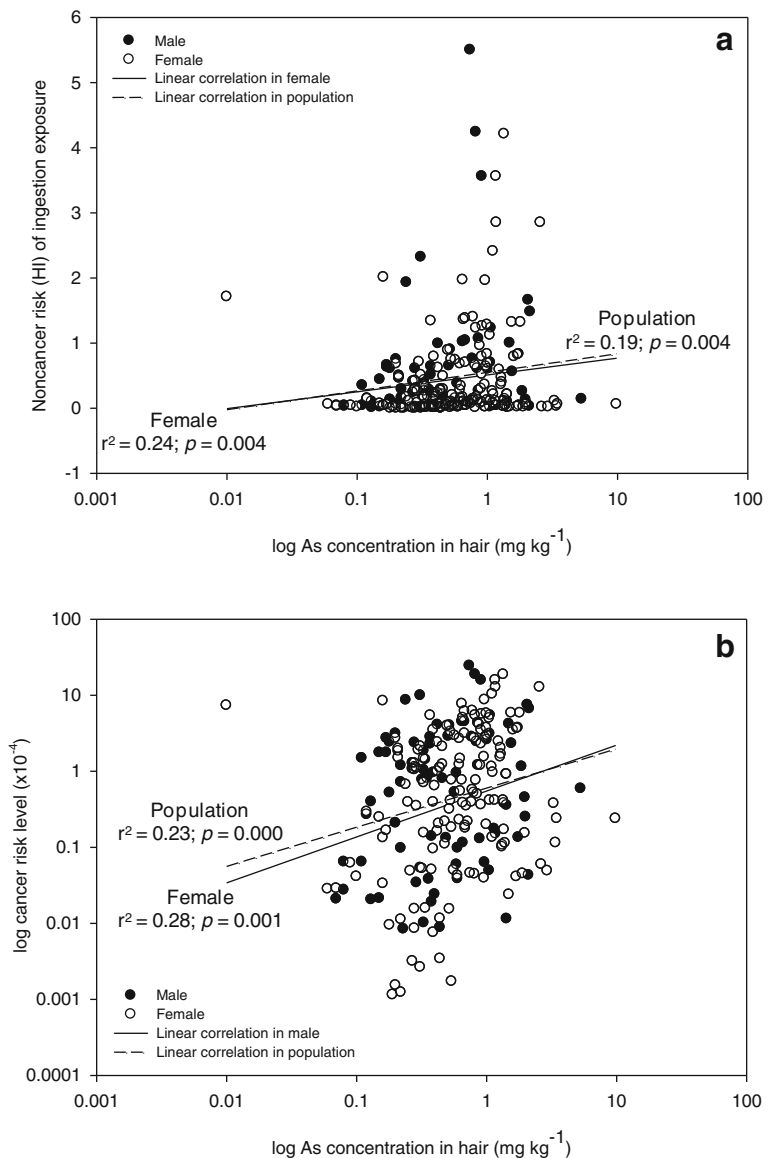 6
5
4
3
2
1
0
-1
Noncancer risk (HI) of ingestion exposure
a
Male
Female
Linear correlation in female
Linear correlation in population
Population
r² = 0.19; p = 0.004
Female
r² = 0.24; p = 0.004
0.001 0.01 0.1 1 10 100
log As concentration in hair (mg kg⁻¹)
100
10
1
0.1
0.01
0.001
0.0001
log cancer risk level (x10⁻⁴)
b
Population
r² = 0.23; p = 0.000
Female
r² = 0.28; p = 0.001
Male
Female
Linear correlation in male
Linear correlation in population
0.001 0.01 0.1 1 10 100
log As concentration in hair (mg kg⁻¹)